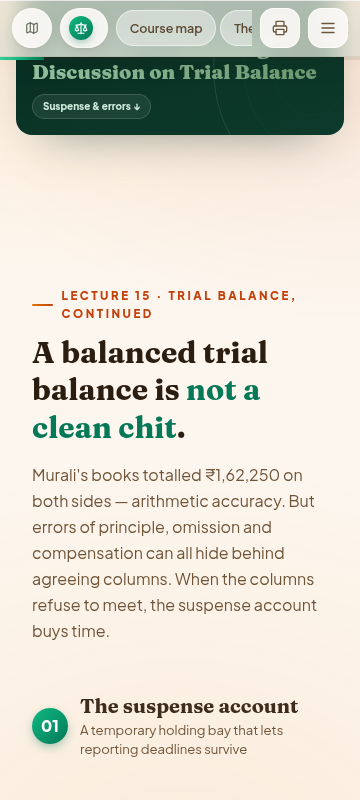 Course map
The
Discussion on Trial Balance
Suspense & errors ↓
LECTURE 15 · TRIAL BALANCE,
CONTINUED
A balanced trial
balance is not a
clean chit.
Murali's books totalled ₹1,62,250 on
both sides — arithmetic accuracy. But
errors of principle, omission and
compensation can all hide behind
agreeing columns. When the columns
refuse to meet, the suspense account
buys time.
01
The suspense account
A temporary holding bay that lets
reporting deadlines survive